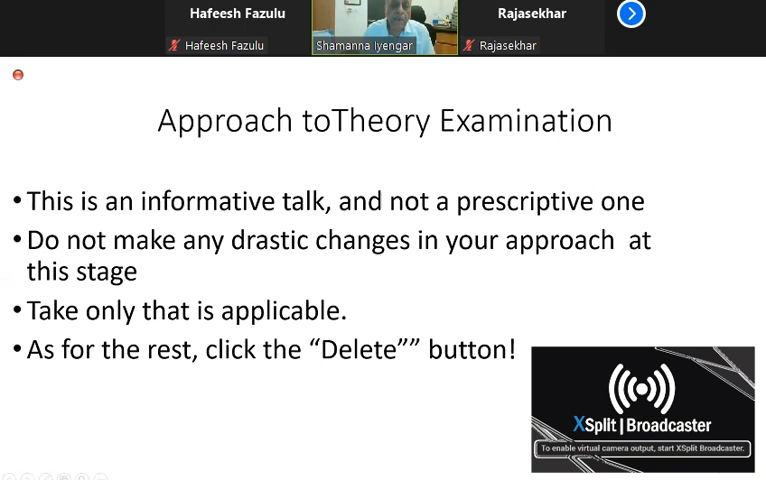 Hafeesh Fazulu
Rajasekhar
Hafeesh Fazulu
Shamanna Iyengar
Rajasekhar
Approach toTheory Examination
• This is an informative talk, and not a prescriptive one
• Do not make any drastic changes in your approach  at
this stage
• Take only that is applicable.
• As for the rest, click the “Delete”” button!
XSplit | Broadcaster
To enable virtual camera output, start XSplit Broadcaster.